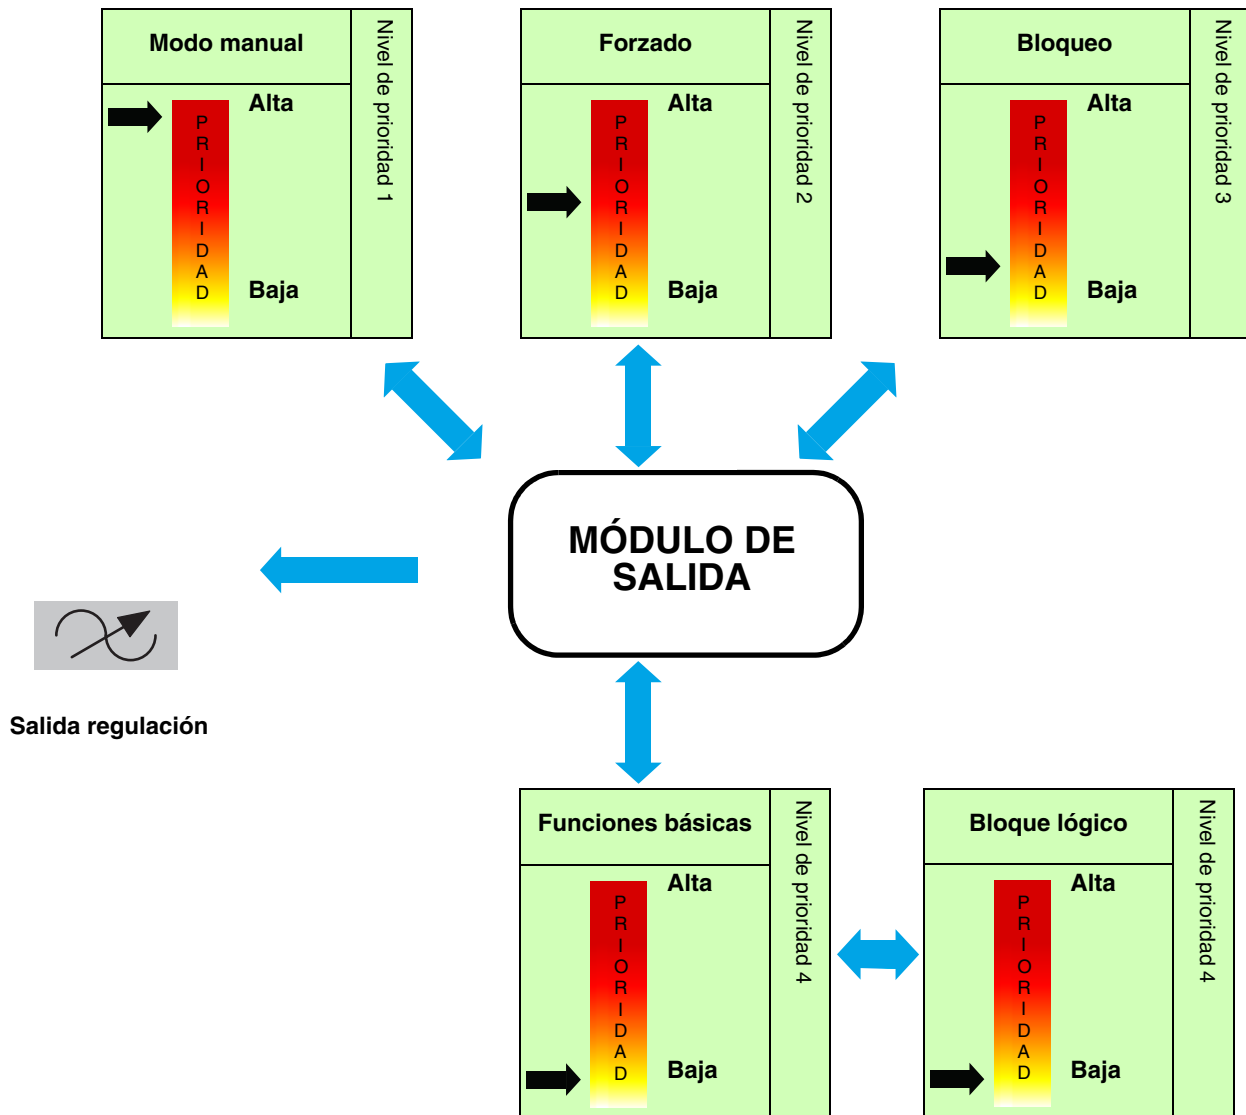 Modo manual
Nivel de prioridad 1
Alta
PRIORIDAD
Baja
Forzado
Nivel de prioridad 2
Alta
PRIORIDAD
Baja
Bloqueo
Nivel de prioridad 3
Alta
PRIORIDAD
Baja
MÓDULO DE
SALIDA
Salida regulación
Funciones básicas
Nivel de prioridad 4
Alta
PRIORIDAD
Baja
Bloque lógico
Nivel de prioridad 4
Alta
PRIORIDAD
Baja